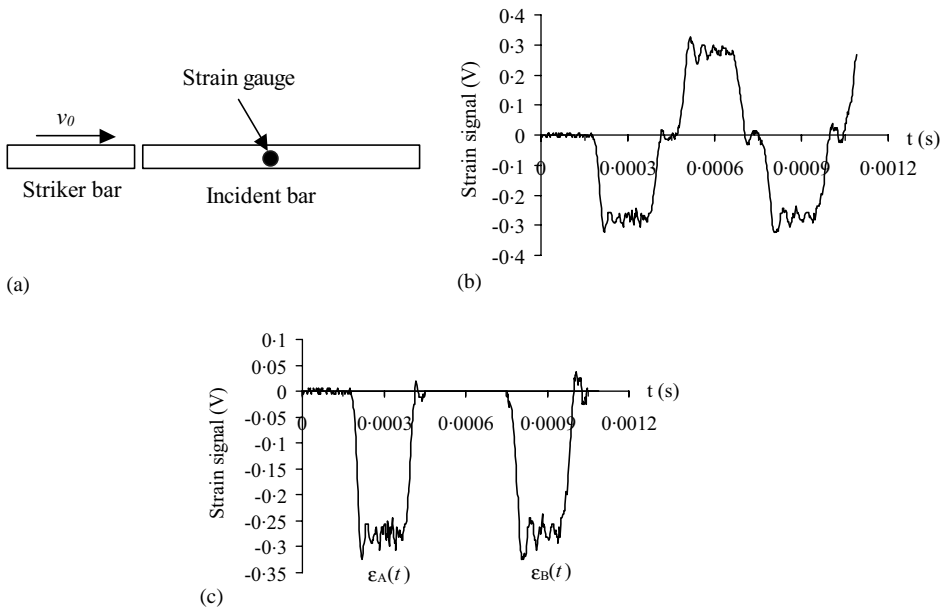 Strain gauge
v0
Striker bar
Incident bar
(a)
0·4
0·3
0·2
0·1
0
-0·1
-0·2
-0·3
-0·4
Strain signal (V)
0
0·0003
0·0006
0·0009
0·0012
t (s)
(b)
0·1
0·05
0
-0·05
-0·1
-0·15
-0·2
-0·25
-0·3
-0·35
Strain signal (V)
0
0·0003
0·0006
0·0009
0·0012
t (s)
εA(t)
εB(t)
(c)